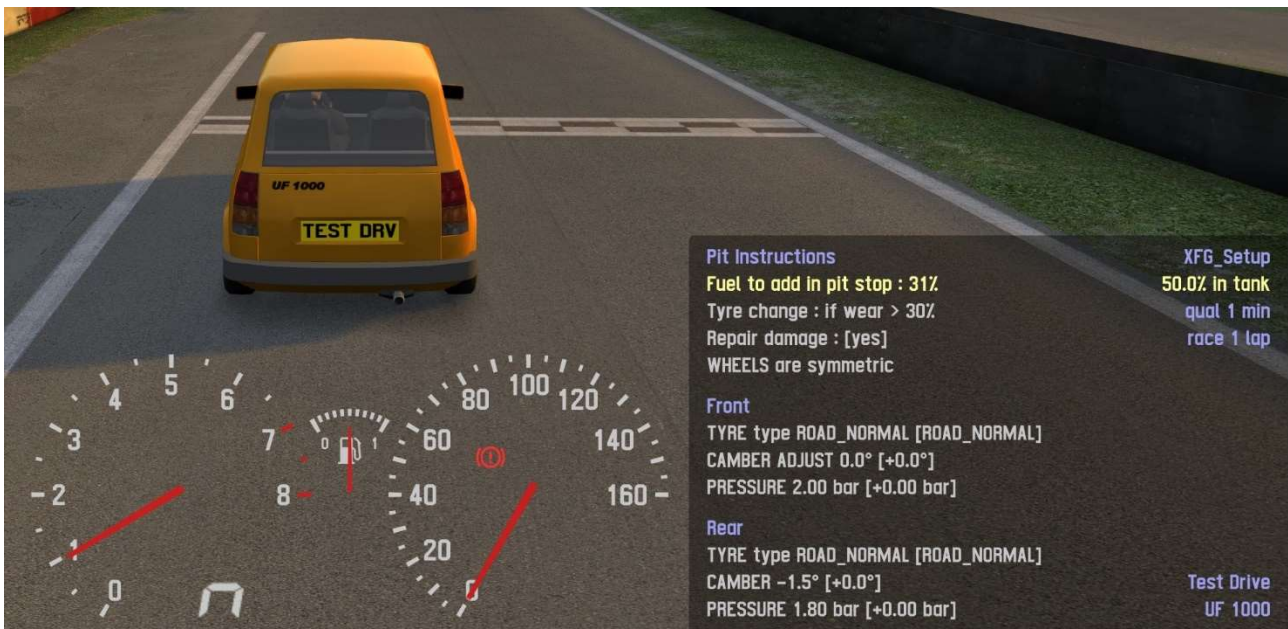 UF 1000
TEST DRV
Pit Instructions XFG_Setup
Fuel to add in pit stop : 31% 50.0% in tank
Tyre change : if wear > 30% qual 1 min
Repair damage : [yes] race 1 lap
WHEELS are symmetric
Front
TYRE type ROAD_NORMAL [ROAD_NORMAL]
CAMBER ADJUST 0.0° [+0.0°]
PRESSURE 2.00 bar [+0.00 bar]
Rear
TYRE type ROAD_NORMAL [ROAD_NORMAL]
CAMBER -1.5° [+0.0°]
Test Drive
PRESSURE 1.80 bar [+0.00 bar] UF 1000
0 1 2 3 4 5 6 7 8
n
0 1
0 20 40 60 80 100 120 140 160